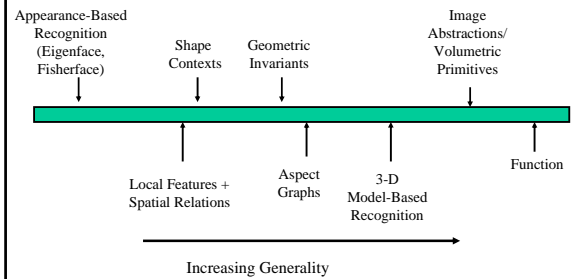 Appearance-Based
Recognition
(Eigenface,
Fisherface)
Shape
Contexts
Geometric
Invariants
Image
Abstractions/
Volumetric
Primitives
Local Features +
Spatial Relations
Aspect
Graphs
3-D
Model-Based
Recognition
Function
Increasing Generality